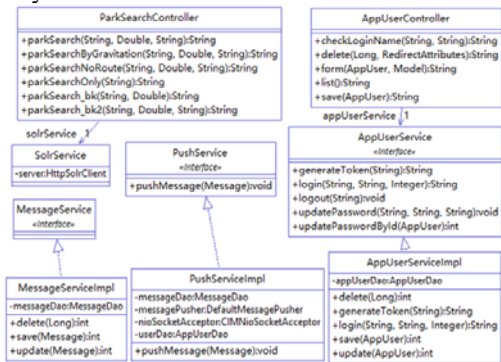 ParkSearchController
+parkSearch(String, Double, String):String
+parkSearchByGravitation(String, Double, String):String
+parkSearchNoRoute(String, Double, String):String
+parkSearchOnly(String, Double, String):String
+parkSearch_bk(String, Double):String
+parkSearch_bk2(String, Double, String):String
solrService 1
SolrService
-server:HttpSolrClient
MessageService
«Interface»
MessageServiceImpl
-messageDao:MessageDao
+delete(Long):int
+save(Message):int
+update(Message):int
PushService
«Interface»
+pushMessage(Message):void
PushServiceImpl
-messageDao:MessageDao
-messagePusher:DefaultMessagePusher
-nioSocketAcceptor:CIMNioSocketAcceptor
-userDao:AppUserDao
+pushMessage(Message):void
AppUserController
+checkLoginName(String, String):String
+delete(Long, RedirectAttributes):String
+form(AppUser, Model):String
+list():String
+save(AppUser):String
appUserService 1
AppUserService
«Interface»
+generateToken(String):String
+login(String, String, Integer):String
+logout(String):void
+updatePassword(String, String, String):void
+updatePasswordById(AppUser):int
AppUserServiceImpl
-appUserDao:AppUserDao
+delete(Long):int
+generateToken(String):String
+login(String, String, Integer):String
+save(AppUser):int
+update(AppUser):int